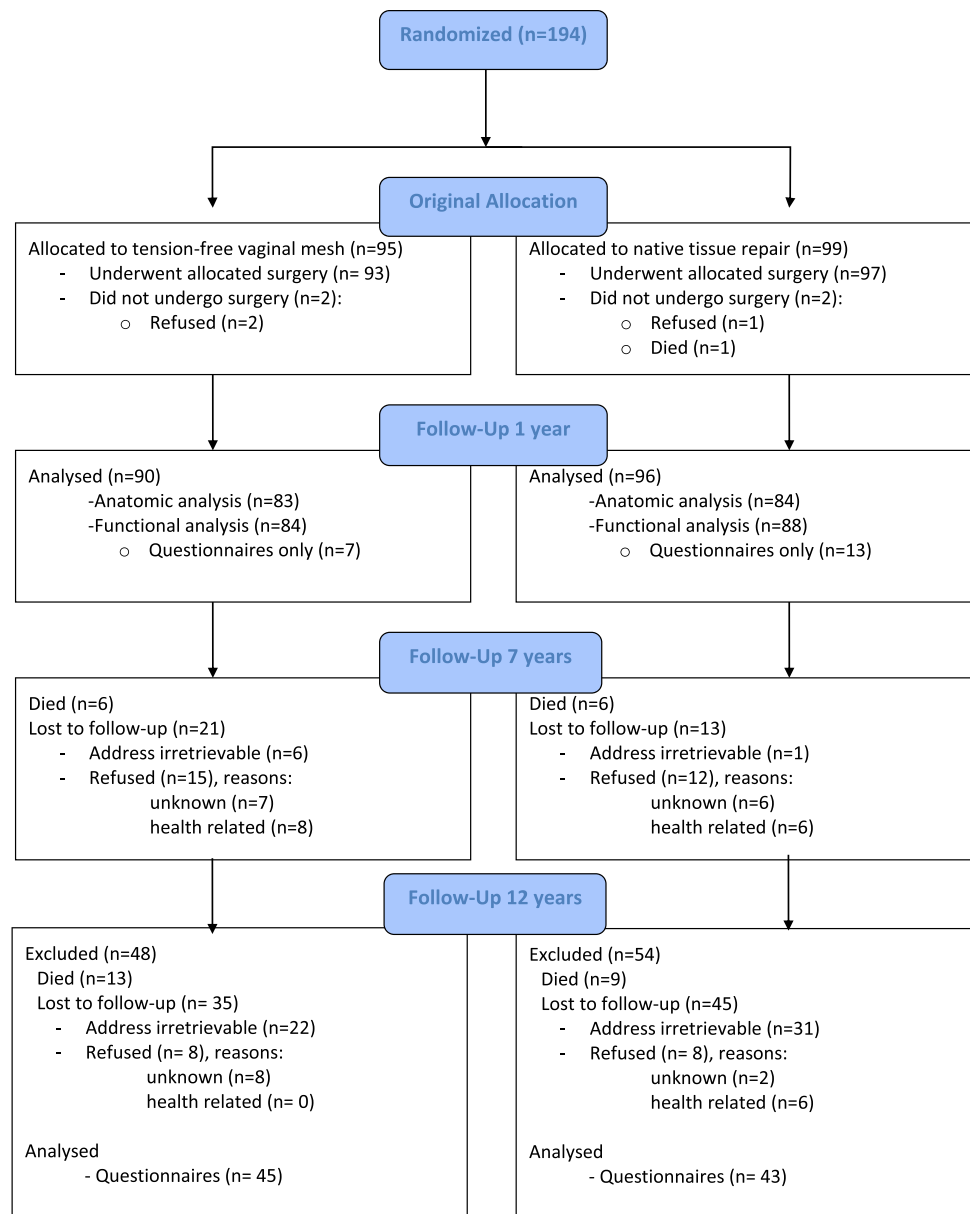 Randomized (n=194)
Original Allocation
Allocated to tension-free vaginal mesh (n=95)
- Underwent allocated surgery (n= 93)
- Did not undergo surgery (n=2):
o Refused (n=2)
Allocated to native tissue repair (n=99)
- Underwent allocated surgery (n=97)
- Did not undergo surgery (n=2):
o Refused (n=1)
o Died (n=1)
Follow-Up 1 year
Analysed (n=90)
-Anatomic analysis (n=83)
-Functional analysis (n=84)
o Questionnaires only (n=7)
Analysed (n=96)
-Anatomic analysis (n=84)
-Functional analysis (n=88)
o Questionnaires only (n=13)
Follow-Up 7 years
Died (n=6)
Lost to follow-up (n=21)
- Address irretrievable (n=6)
- Refused (n=15), reasons:
unknown (n=7)
health related (n=8)
Died (n=6)
Lost to follow-up (n=13)
- Address irretrievable (n=1)
- Refused (n=12), reasons:
unknown (n=6)
health related (n=6)
Follow-Up 12 years
Excluded (n=48)
Died (n=13)
Lost to follow-up (n= 35)
- Address irretrievable (n=22)
- Refused (n= 8), reasons:
unknown (n=8)
health related (n= 0)
Analysed
- Questionnaires (n= 45)
Excluded (n=54)
Died (n=9)
Lost to follow-up (n=45)
- Address irretrievable (n=31)
- Refused (n= 8), reasons:
unknown (n=2)
health related (n=6)
Analysed
- Questionnaires (n= 43)